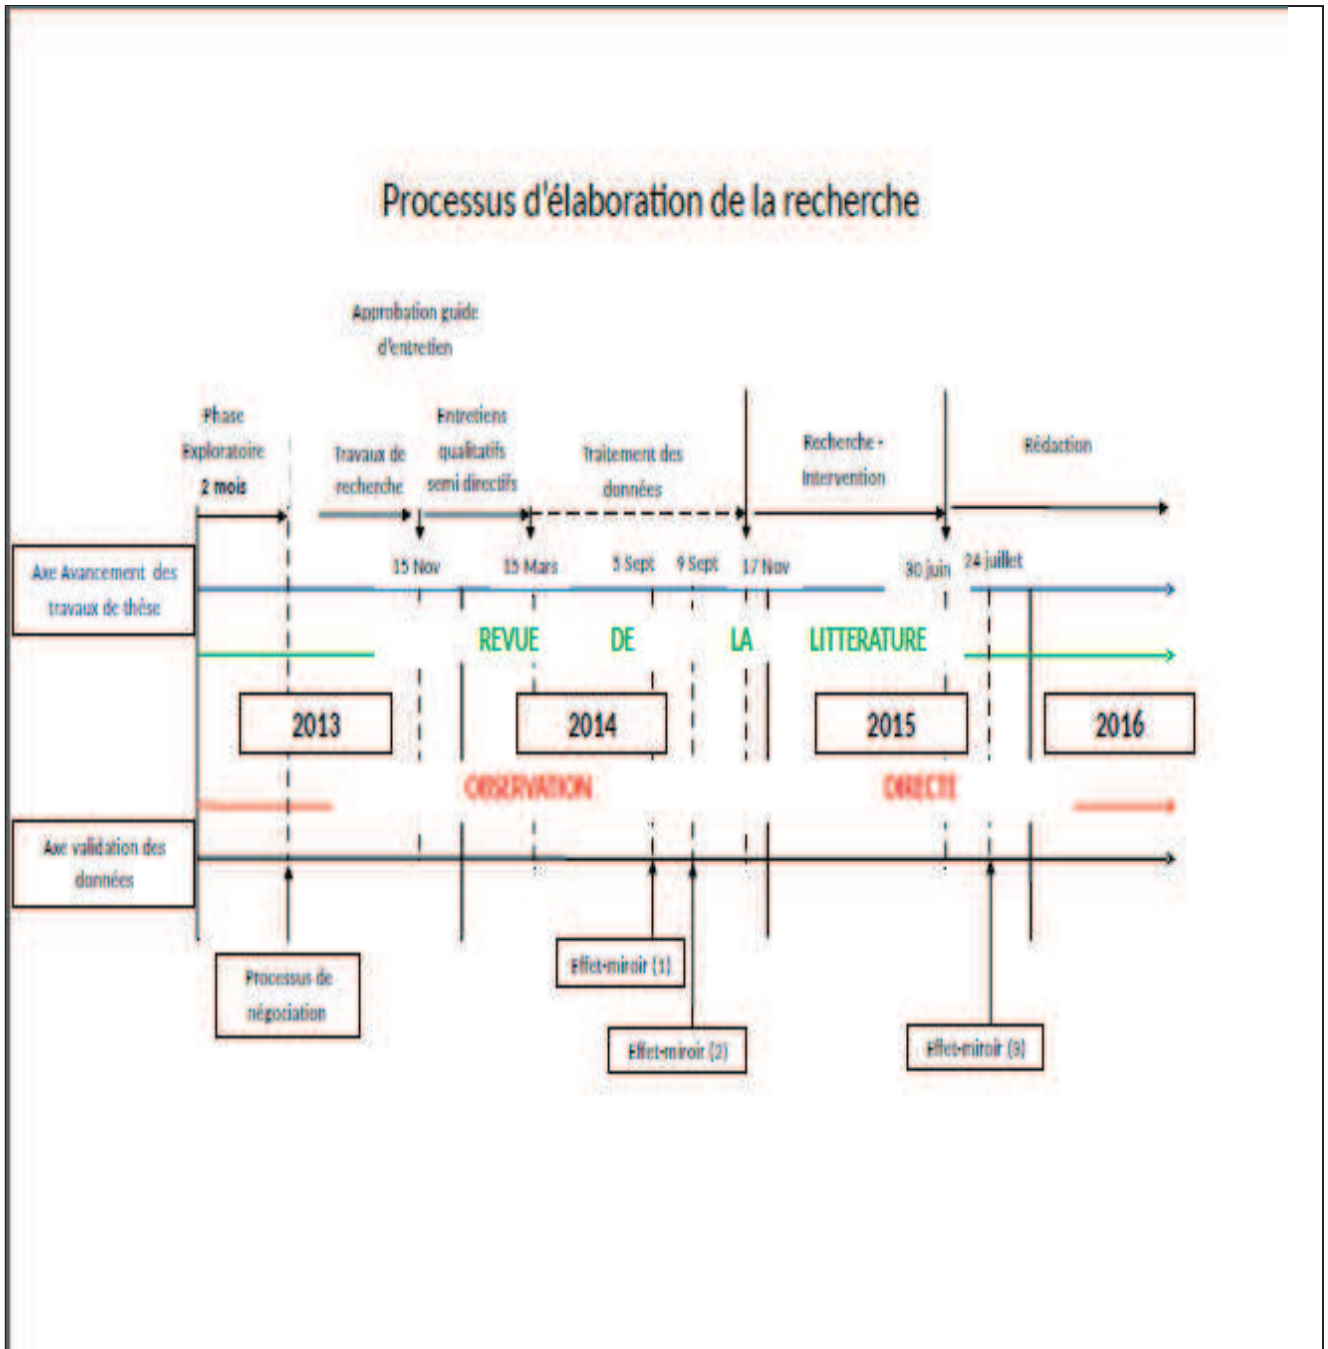 Processus d'élaboration de la recherche
Approbation guide
d'entretien
Phase
Exploratoire
2 mois
Travaux de
recherche
Entretiens
qualitatifs
semi directifs
Traitement des
données
Recherche -
Intervention
Rédaction
Axe Avancement des
travaux de thèse
15 Nov
15 Mars
5 Sept
9 Sept
17 Nov
30 juin
24 juillet
REVUE DE LA LITTERATURE
2013
2014
2015
2016
OBSERVATION DIRECTE
Axe validation des
données
Processus de
négociation
Effet-miroir (1)
Effet-miroir (2)
Effet-miroir (3)